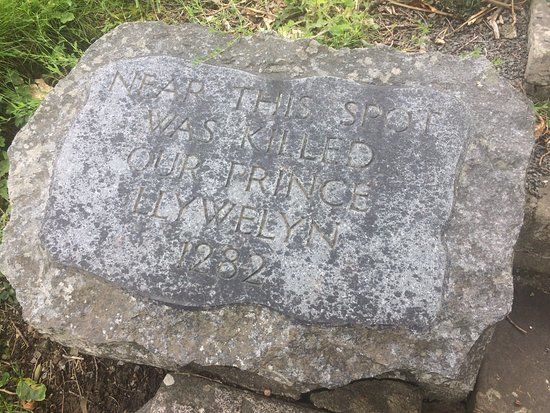 NEAR THIS SPOT
WAS KILLED
OUR PRINCE
LLYWELYN
1282